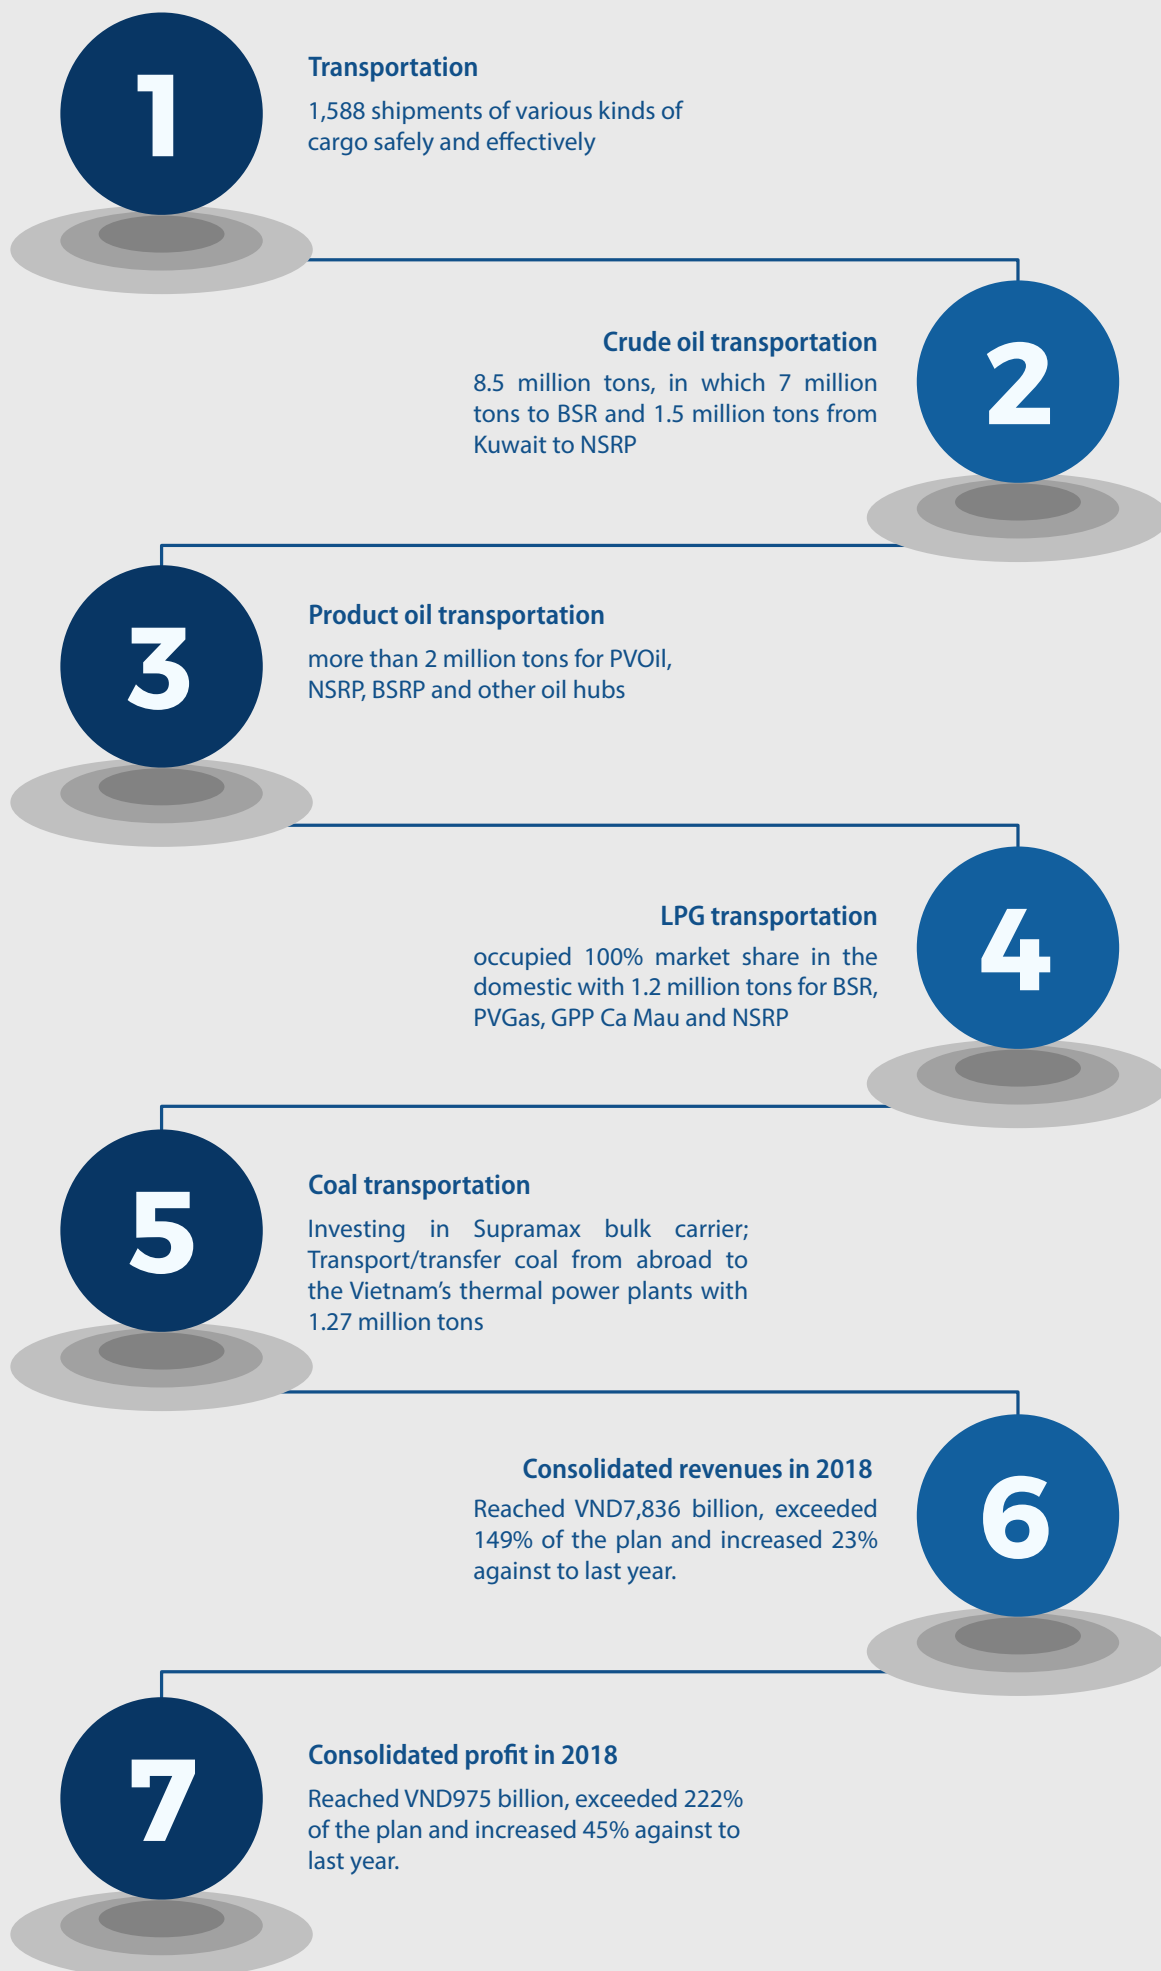 1
Transportation
1,588 shipments of various kinds of
cargo safely and effectively
2
Crude oil transportation
8.5 million tons, in which 7 million
tons to BSR and 1.5 million tons from
Kuwait to NSRP
3
Product oil transportation
more than 2 million tons for PVOil,
NSRP, BSRP and other oil hubs
4
LPG transportation
occupied 100% market share in the
domestic with 1.2 million tons for BSR,
PVGas, GPP Ca Mau and NSRP
5
Coal transportation
Investing in Supramax bulk carrier;
Transport/transfer coal from abroad to
the Vietnam’s thermal power plants with
1.27 million tons
6
Consolidated revenues in 2018
Reached VND7,836 billion, exceeded
149% of the plan and increased 23%
against to last year.
7
Consolidated profit in 2018
Reached VND975 billion, exceeded 222%
of the plan and increased 45% against to
last year.